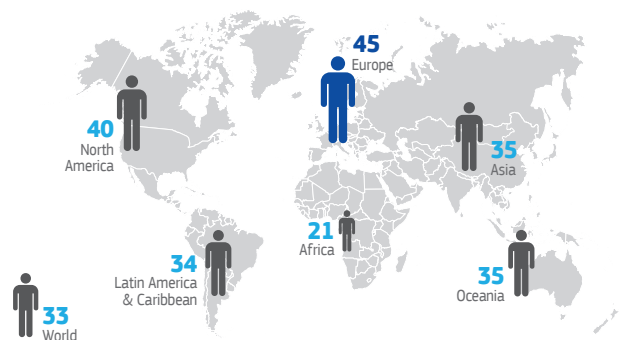 45
Europe
40
North
America
35
Asia
21
Africa
34
Latin America
& Caribbean
35
Oceania
33
World